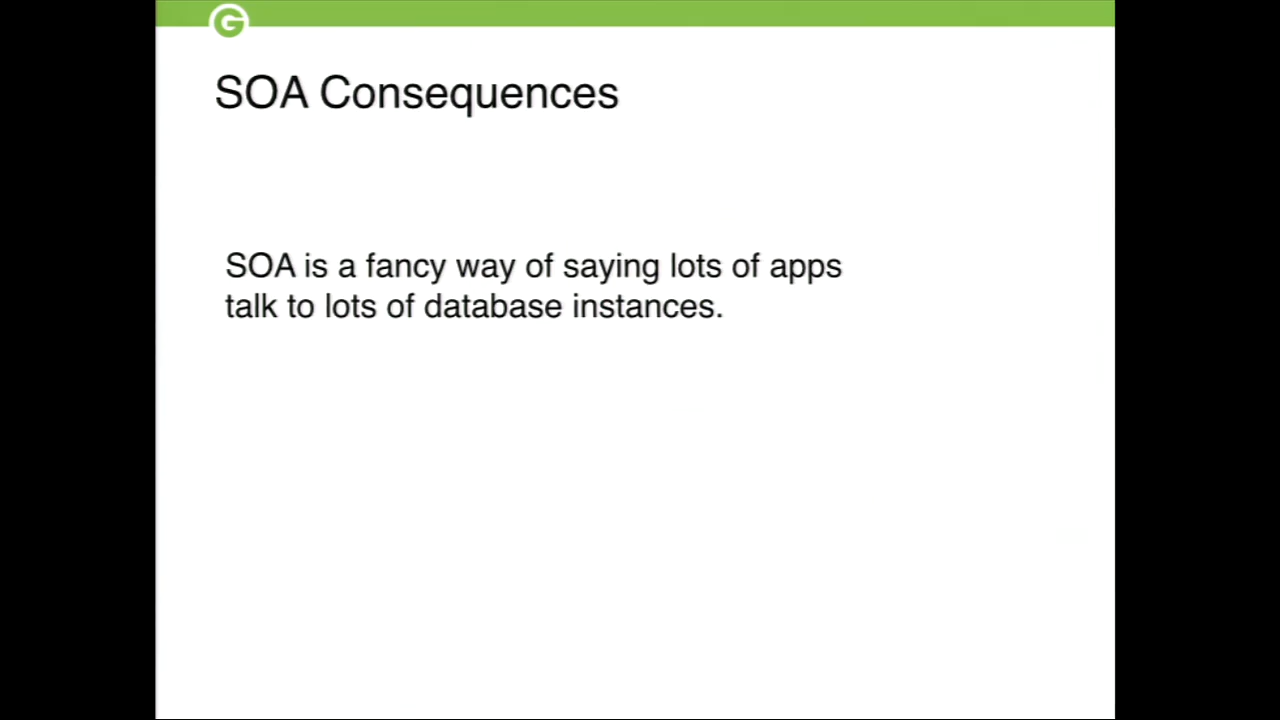 G
SOA Consequences
SOA is a fancy way of saying lots of apps
talk to lots of database instances.